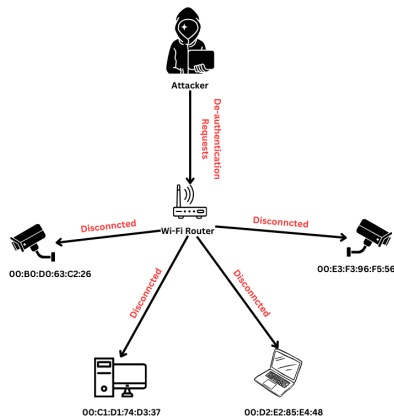 Attacker
De-authentication
Requests
Wi-Fi Router
Disconncted
Disconncted
00:B0:D0:63:C2:26
00:E3:F3:96:F5:56
Disconncted
Disconncted
00:C1:D1:74:D3:37
00:D2:E2:85:E4:48